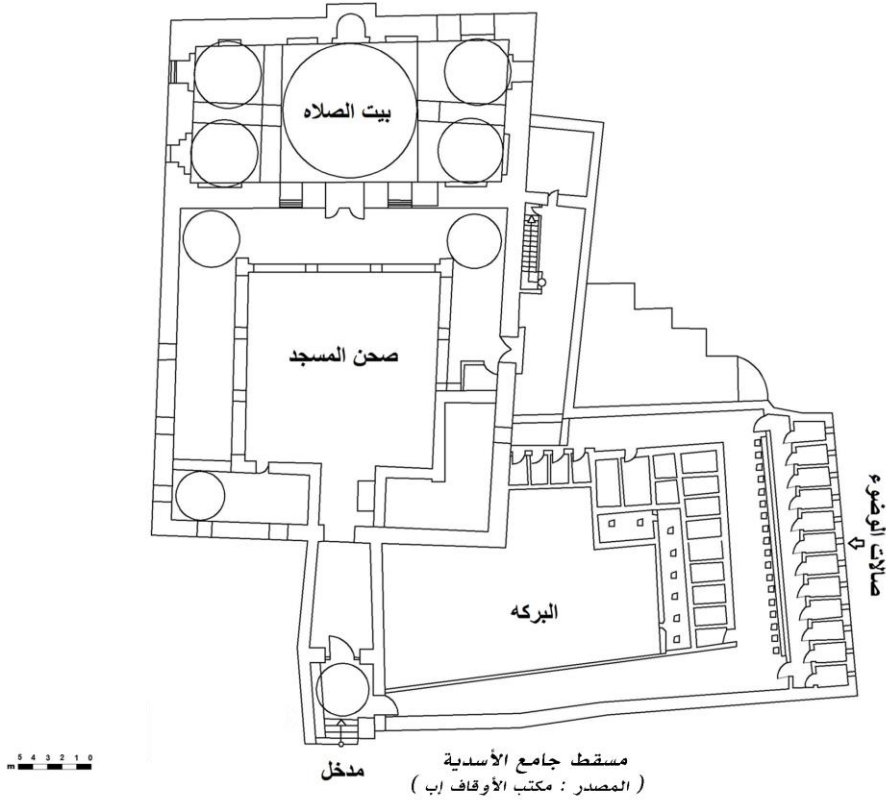 بيت الصلاه
صحن المسجد
صالات الوضوء
البركه
مدخل
مسقط جامع الأسدية
( المصدر : مكتب الأوقاف إب )
5 4 3 2 1 0
m